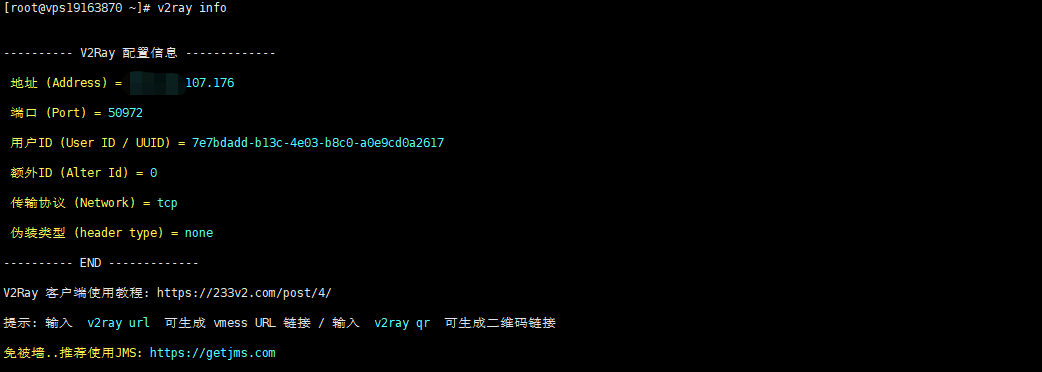 [root@vps19163870 ~]# v2ray info
---------- V2Ray 配置信息 -------------
地址 (Address) = 107.176
端口 (Port) = 50972
用户ID (User ID / UUID) = 7e7bdadd-b13c-4e03-b8c0-a0e9cd0a2617
额外ID (Alter Id) = 0
传输协议 (Network) = tcp
伪装类型 (header type) = none
---------- END -------------
V2Ray 客户端使用教程: https://233v2.com/post/4/
提示: 输入 v2ray url 可生成 vmess URL 链接 / 输入 v2ray qr 可生成二维码链接
免被墙..推荐使用JMS: https://getjms.com